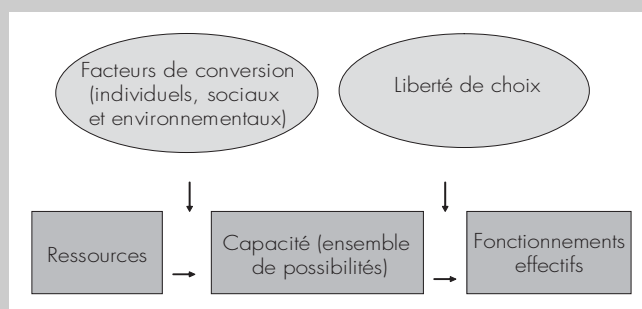 Facteurs de conversion
(individuels, sociaux
et environnementaux)
Liberté de choix
Ressources
Capacité (ensemble
de possibilités)
Fonctionnements
effectifs